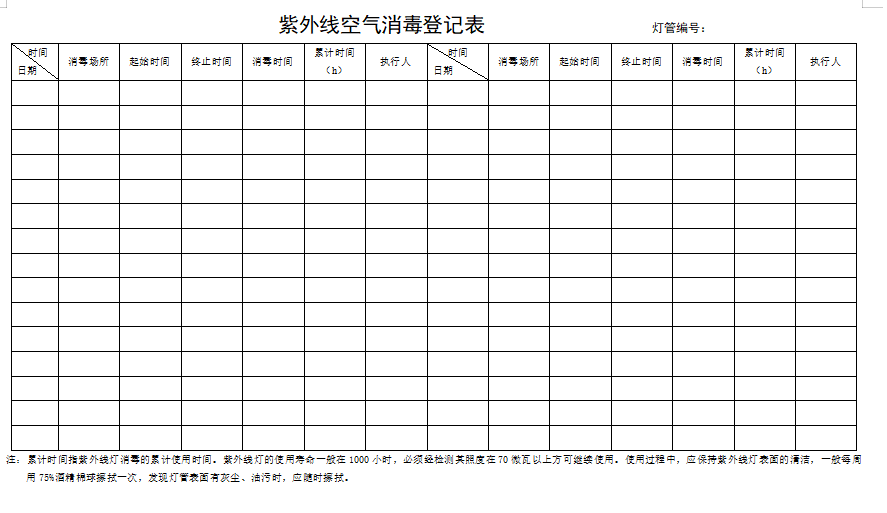 紫外线空气消毒登记表 灯管编号：
时间 日期 消毒场所 起始时间 终止时间 消毒时间 累计时间（h） 执行人 时间 日期 消毒场所 起始时间 终止时间 消毒时间 累计时间（h） 执行人
注：累计时间指紫外线灯消毒的累计使用时间。紫外线灯的使用寿命一般在1000小时，必须经检测其照度在70微瓦以上方可继续使用。使用过程中，应保持紫外线灯表面的清洁，一般每周
用75%酒精棉球擦拭一次，发现灯管表面有灰尘、油污时，应随时擦拭。